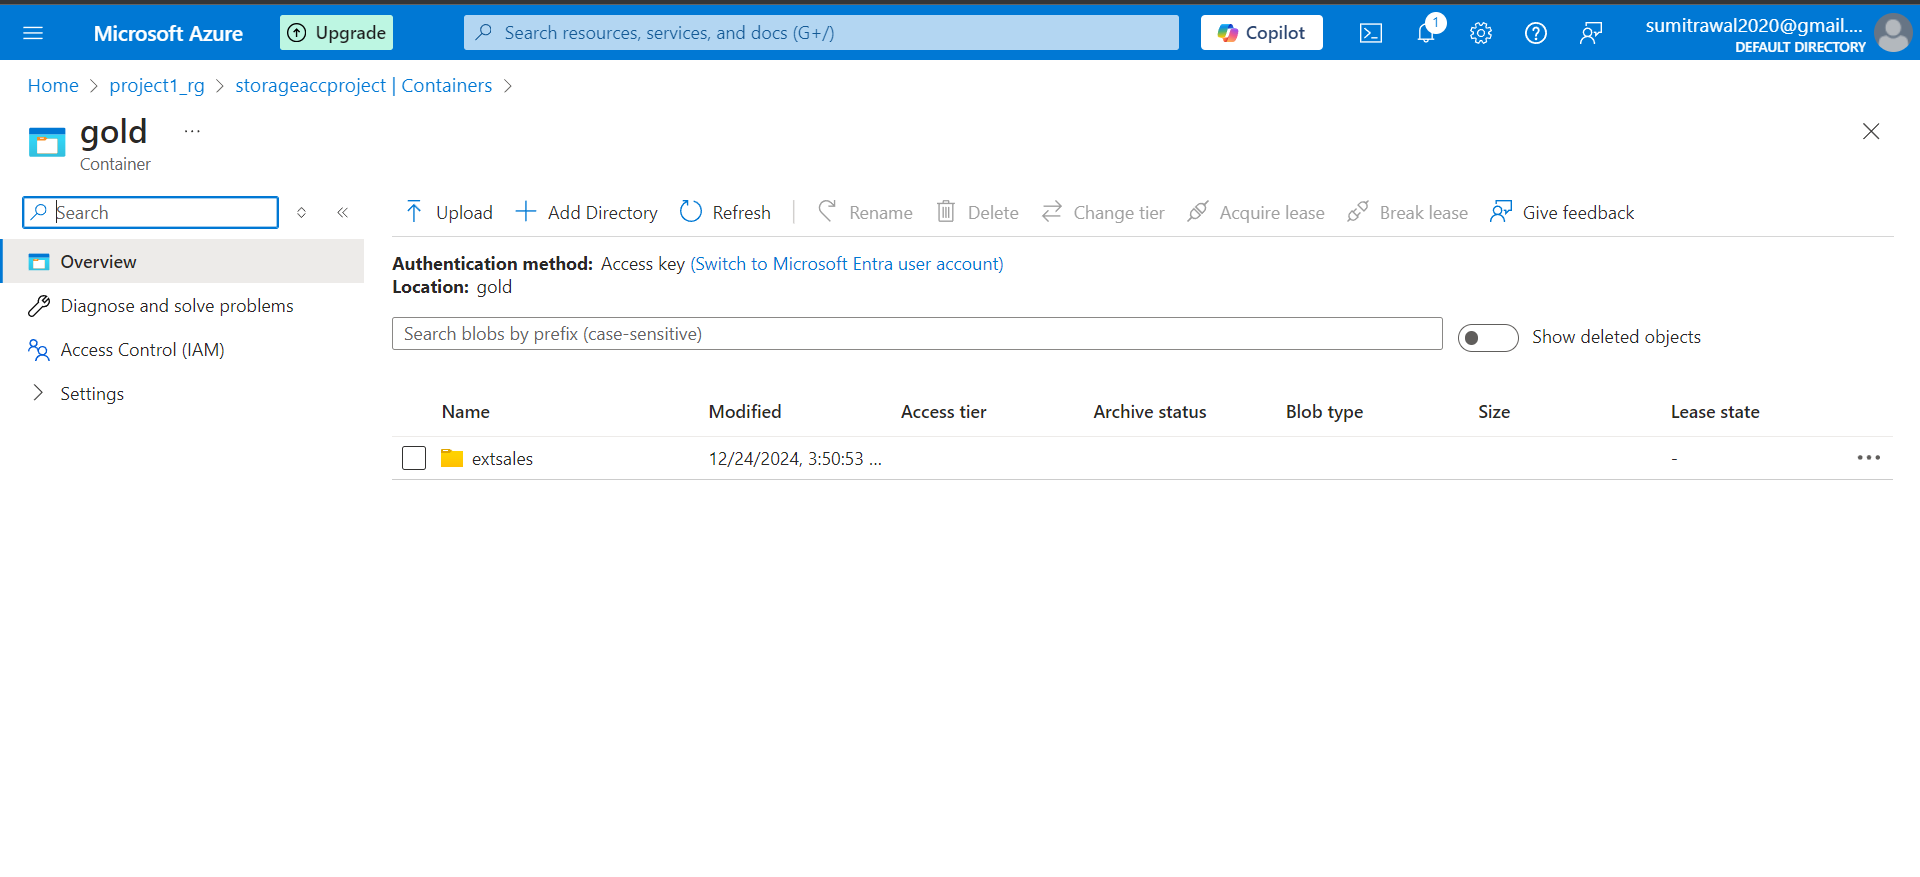 Microsoft Azure
Upgrade
Search resources, services, and docs (G+/)
Copilot
1
sumitrawal2020@gmail....
DEFAULT DIRECTORY
Home > project1_rg > storageaccproject | Containers >
gold ...
Container
Search
Upload
Add Directory
Refresh
Rename
Delete
Change tier
Acquire lease
Break lease
Give feedback
Overview
Diagnose and solve problems
Access Control (IAM)
Settings
Authentication method: Access key (Switch to Microsoft Entra user account)
Location: gold
Search blobs by prefix (case-sensitive)
Show deleted objects
Name Modified Access tier Archive status Blob type Size Lease state
extsales 12/24/2024, 3:50:53 ... -